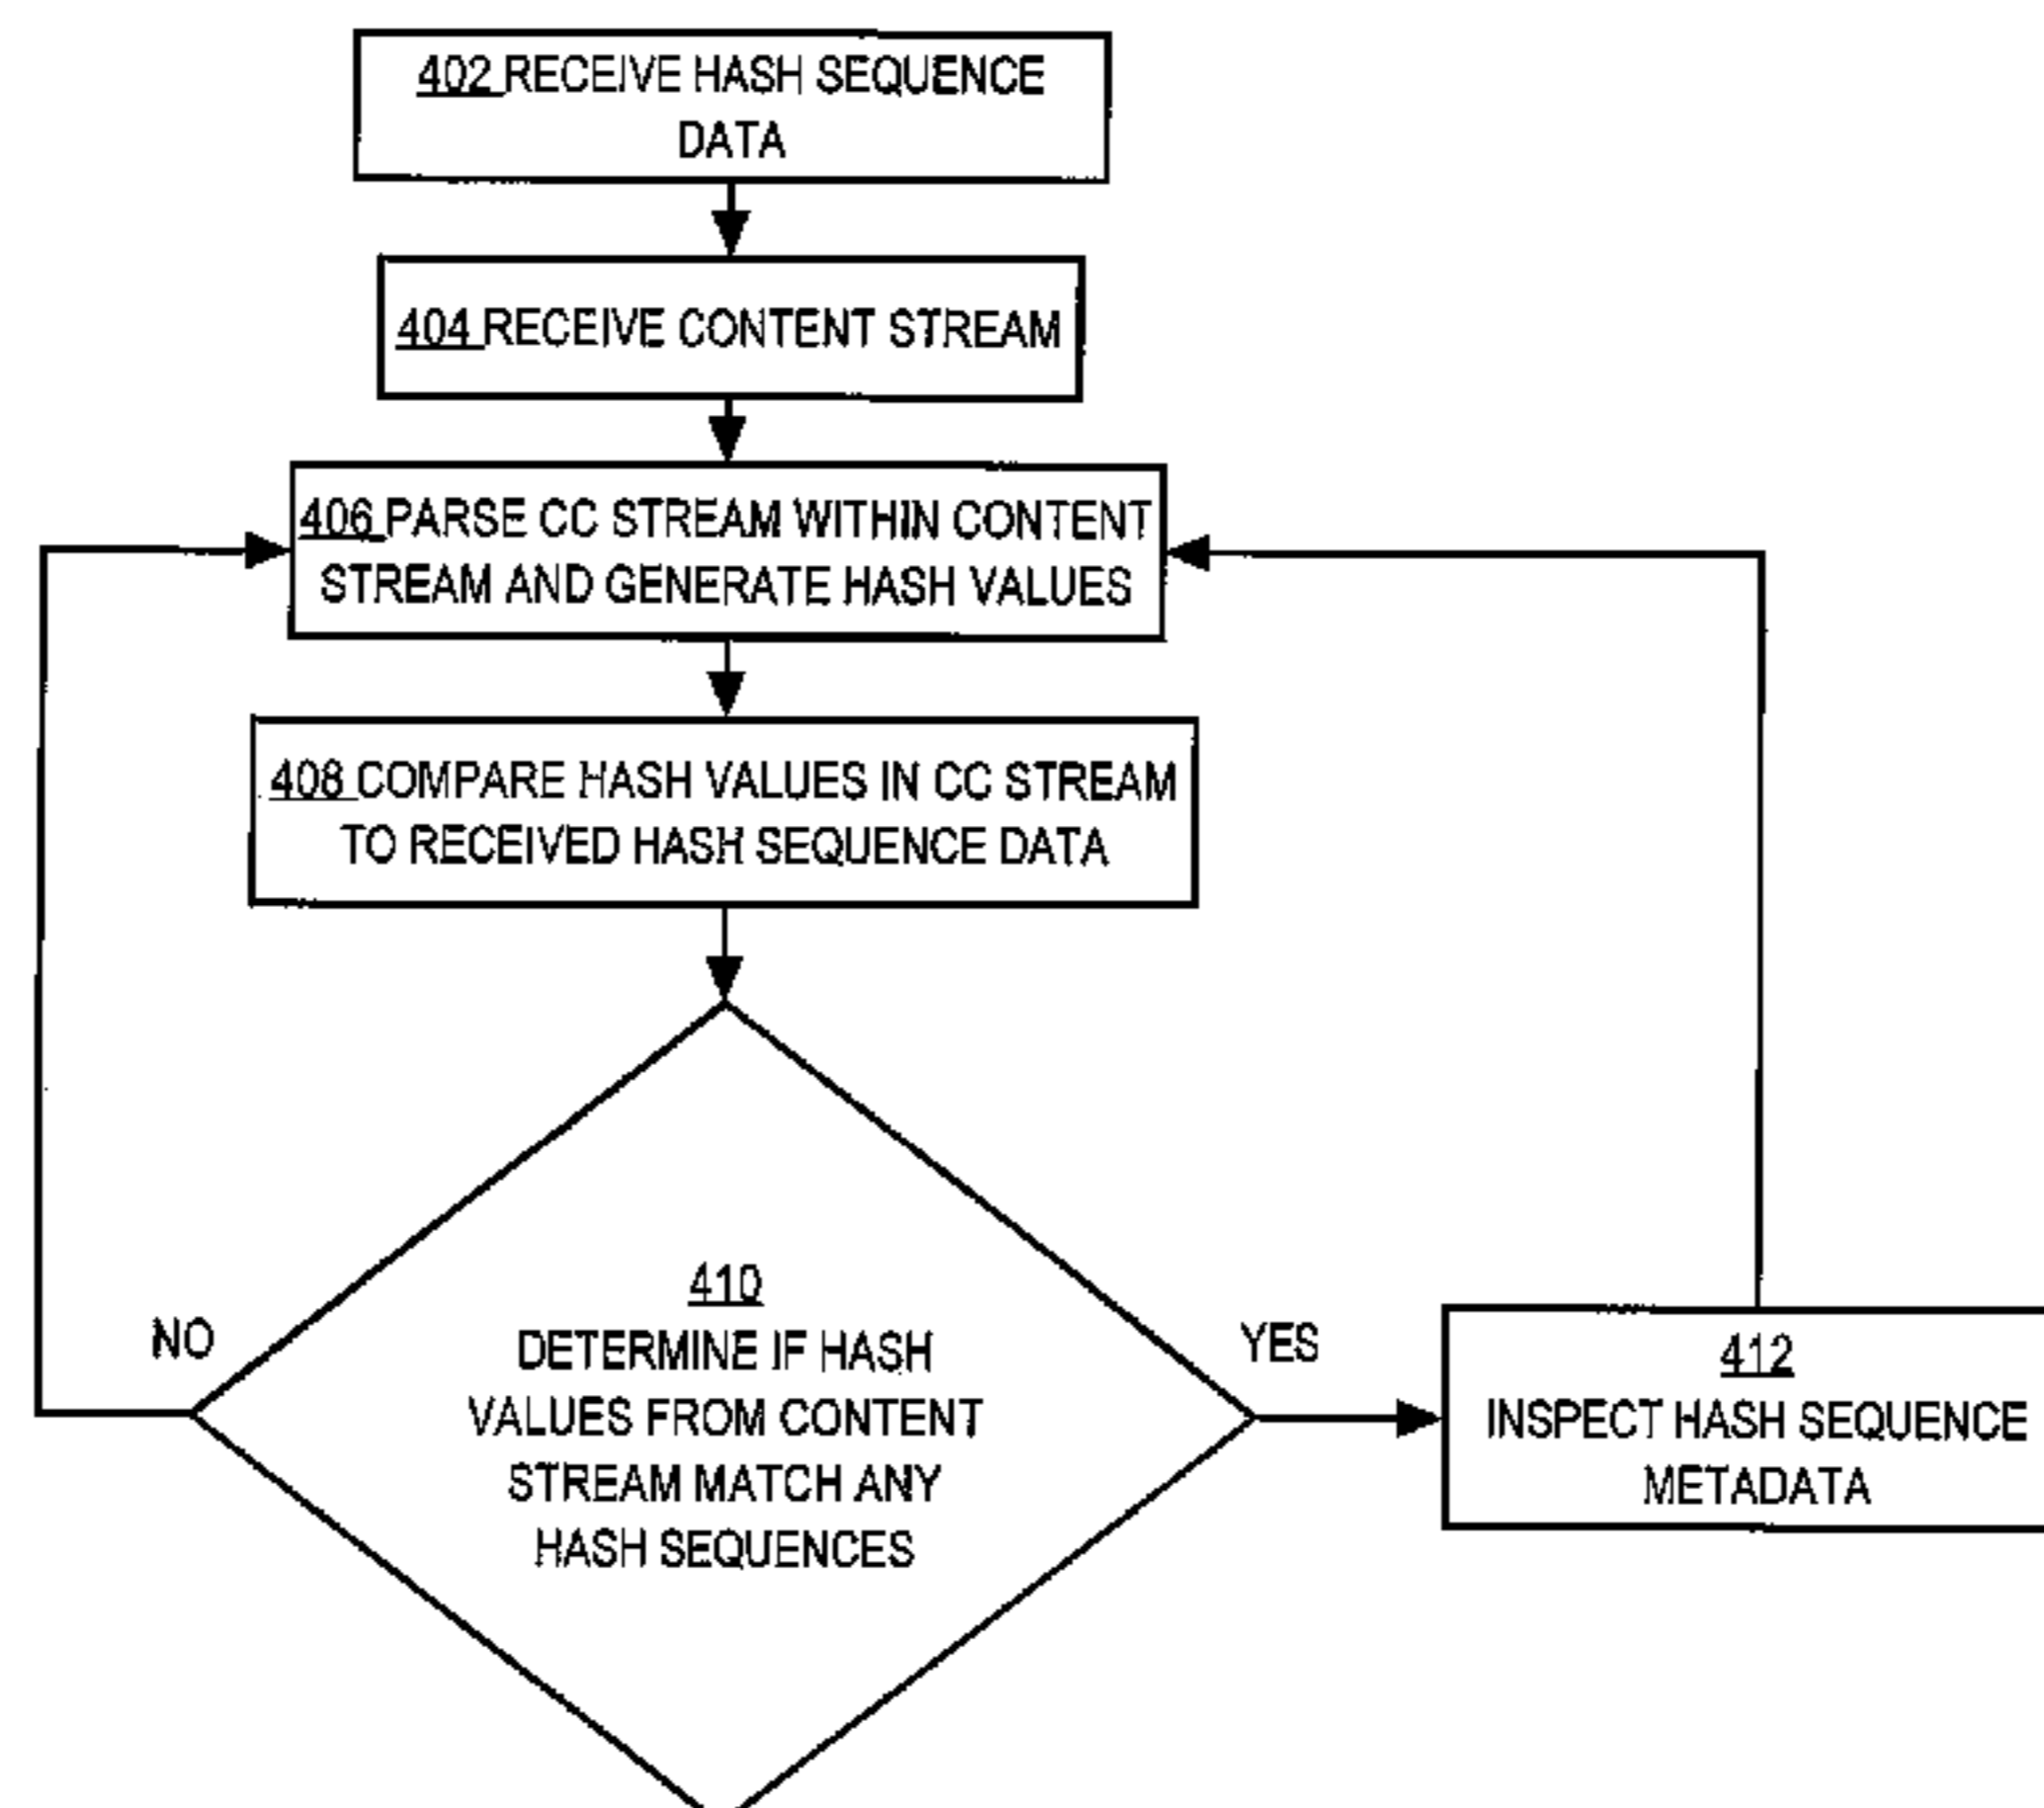 402 RECEIVE HASH SEQUENCE
DATA
404 RECEIVE CONTENT STREAM
406 PARSE CC STREAM WITHIN CONTENT
STREAM AND GENERATE HASH VALUES
408 COMPARE HASH VALUES IN CC STREAM
TO RECEIVED HASH SEQUENCE DATA
410
DETERMINE IF HASH
VALUES FROM CONTENT
STREAM MATCH ANY
HASH SEQUENCES
NO
YES
412
INSPECT HASH SEQUENCE
METADATA